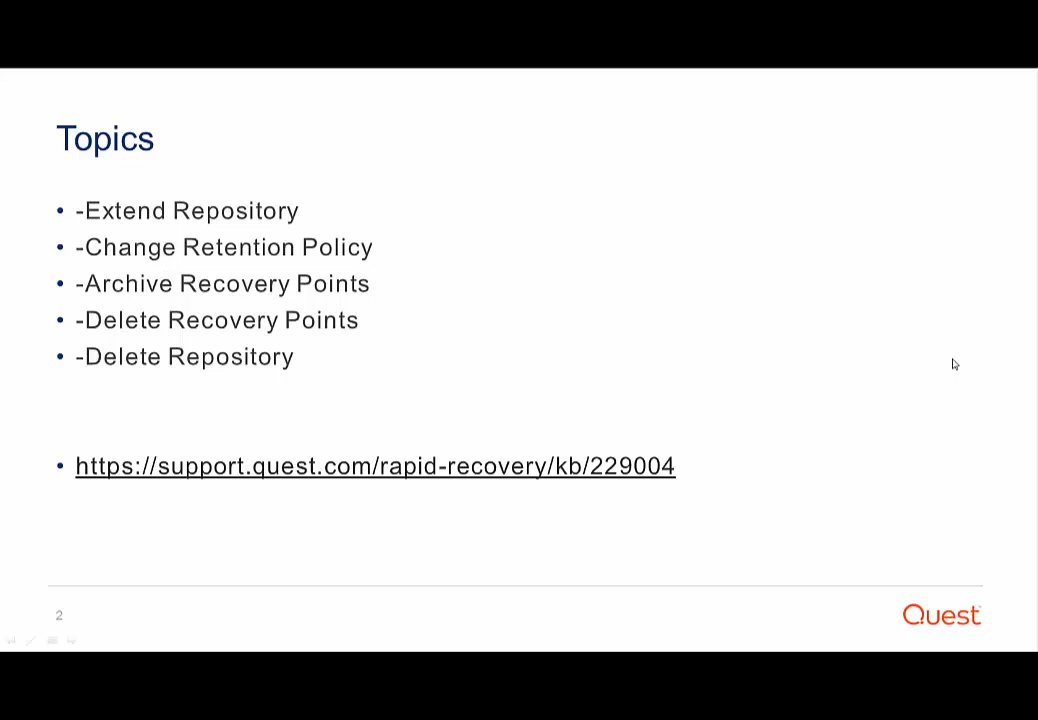 Topics
• -Extend Repository
• -Change Retention Policy
• -Archive Recovery Points
• -Delete Recovery Points
• -Delete Repository
• https://support.quest.com/rapid-recovery/kb/229004
2
Quest